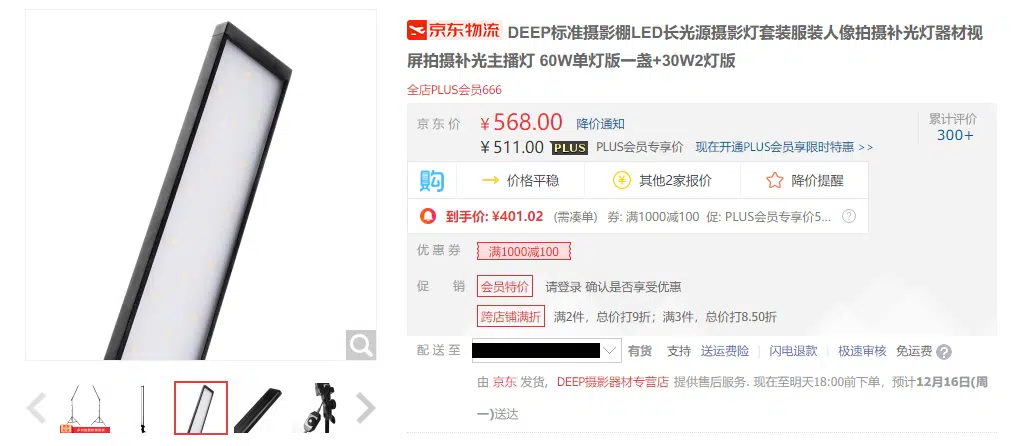 京东物流 DEEP标准摄影棚LED长光源摄影灯套装服装人像拍摄补光灯器材视
屏拍摄补光主播灯 60W单灯版一盏+30W2灯版
全店PLUS会员666
京东价 ￥568.00 降价通知 累计评价
￥511.00 PLUS PLUS会员专享价 现在开通PLUS会员享限时特惠 >> 300+
购 价格平稳 其他2家报价 降价提醒
到手价: ¥401.02 (需凑单) 券: 满1000减100 促: PLUS会员专享价5... ?
优惠券 满1000减100
促销 会员特价 请登录 确认是否享受优惠
跨店铺满折 满2件，总价打9折；满3件，总价打8.50折
配送至 有货 支持 送运费险 闪电退款 极速审核 免运费 ?
由 京东 发货，DEEP摄影器材专营店 提供售后服务. 现在至明天18:00前下单，预计12月16日(周
一)送达